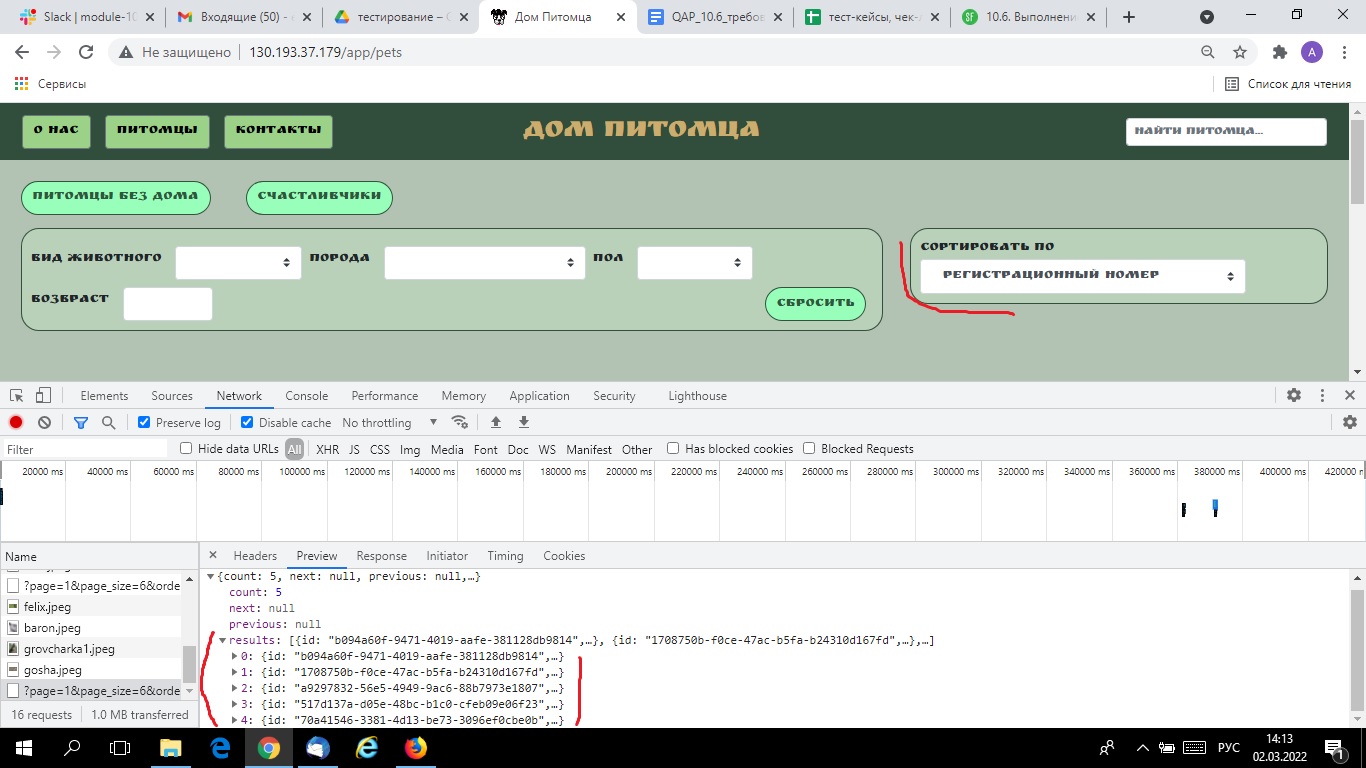 Slack | module-10
Входящие (50) -
тестирование –
Дом Питомца
QAP_10.6_требов
тест-кейсы, чек-
10.6. Выполнени
Не защищено
130.193.37.179/app/pets
A
Сервисы
Список для чтения
О НАС
ПИТОМЦЫ
КОНТАКТЫ
ДОМ ПИТОМЦА
НАЙТИ ПИТОМЦА...
ПИТОМЦЫ БЕЗ ДОМА
СЧАСТЛИВЧИКИ
ВИД ЖИВОТНОГО
ПОРОДА
ПОЛ
СОРТИРОВАТЬ ПО
РЕГИСТРАЦИОННЫЙ НОМЕР
ВОЗВРАСТ
СБРОСИТЬ
Elements Sources Network Console Performance Memory Application Security Lighthouse
Preserve log Disable cache No throttling
Filter
Hide data URLs All XHR JS CSS Img Media Font Doc WS Manifest Other Has blocked cookies Blocked Requests
20000 ms 40000 ms 60000 ms 80000 ms 100000 ms 120000 ms 140000 ms 160000 ms 180000 ms 200000 ms 220000 ms 240000 ms 260000 ms 280000 ms 300000 ms 320000 ms 340000 ms 360000 ms 380000 ms 400000 ms 420000 m
Name
?page=1&page_size=6&orde
felix.jpeg
baron.jpeg
grovcharka1.jpeg
gosha.jpeg
?page=1&page_size=6&orde
16 requests 1.0 MB transferred
Headers Preview Response Initiator Timing Cookies
{count: 5, next: null, previous: null,…}
count: 5
next: null
previous: null
results: [{id: "b094a60f-9471-4019-aafe-381128db9814",…}, {id: "1708750b-f0ce-47ac-b5fa-b24310d167fd",…},…]
0: {id: "b094a60f-9471-4019-aafe-381128db9814",…}
1: {id: "1708750b-f0ce-47ac-b5fa-b24310d167fd",…}
2: {id: "a9297832-56e5-4949-9ac6-88b7973e1807",…}
3: {id: "517d137a-d05e-48bc-b1c0-cfeb09e06f23",…}
4: {id: "70a41546-3381-4d13-be73-3096ef0cbe0b",…}
РУС
14:13
02.03.2022
1